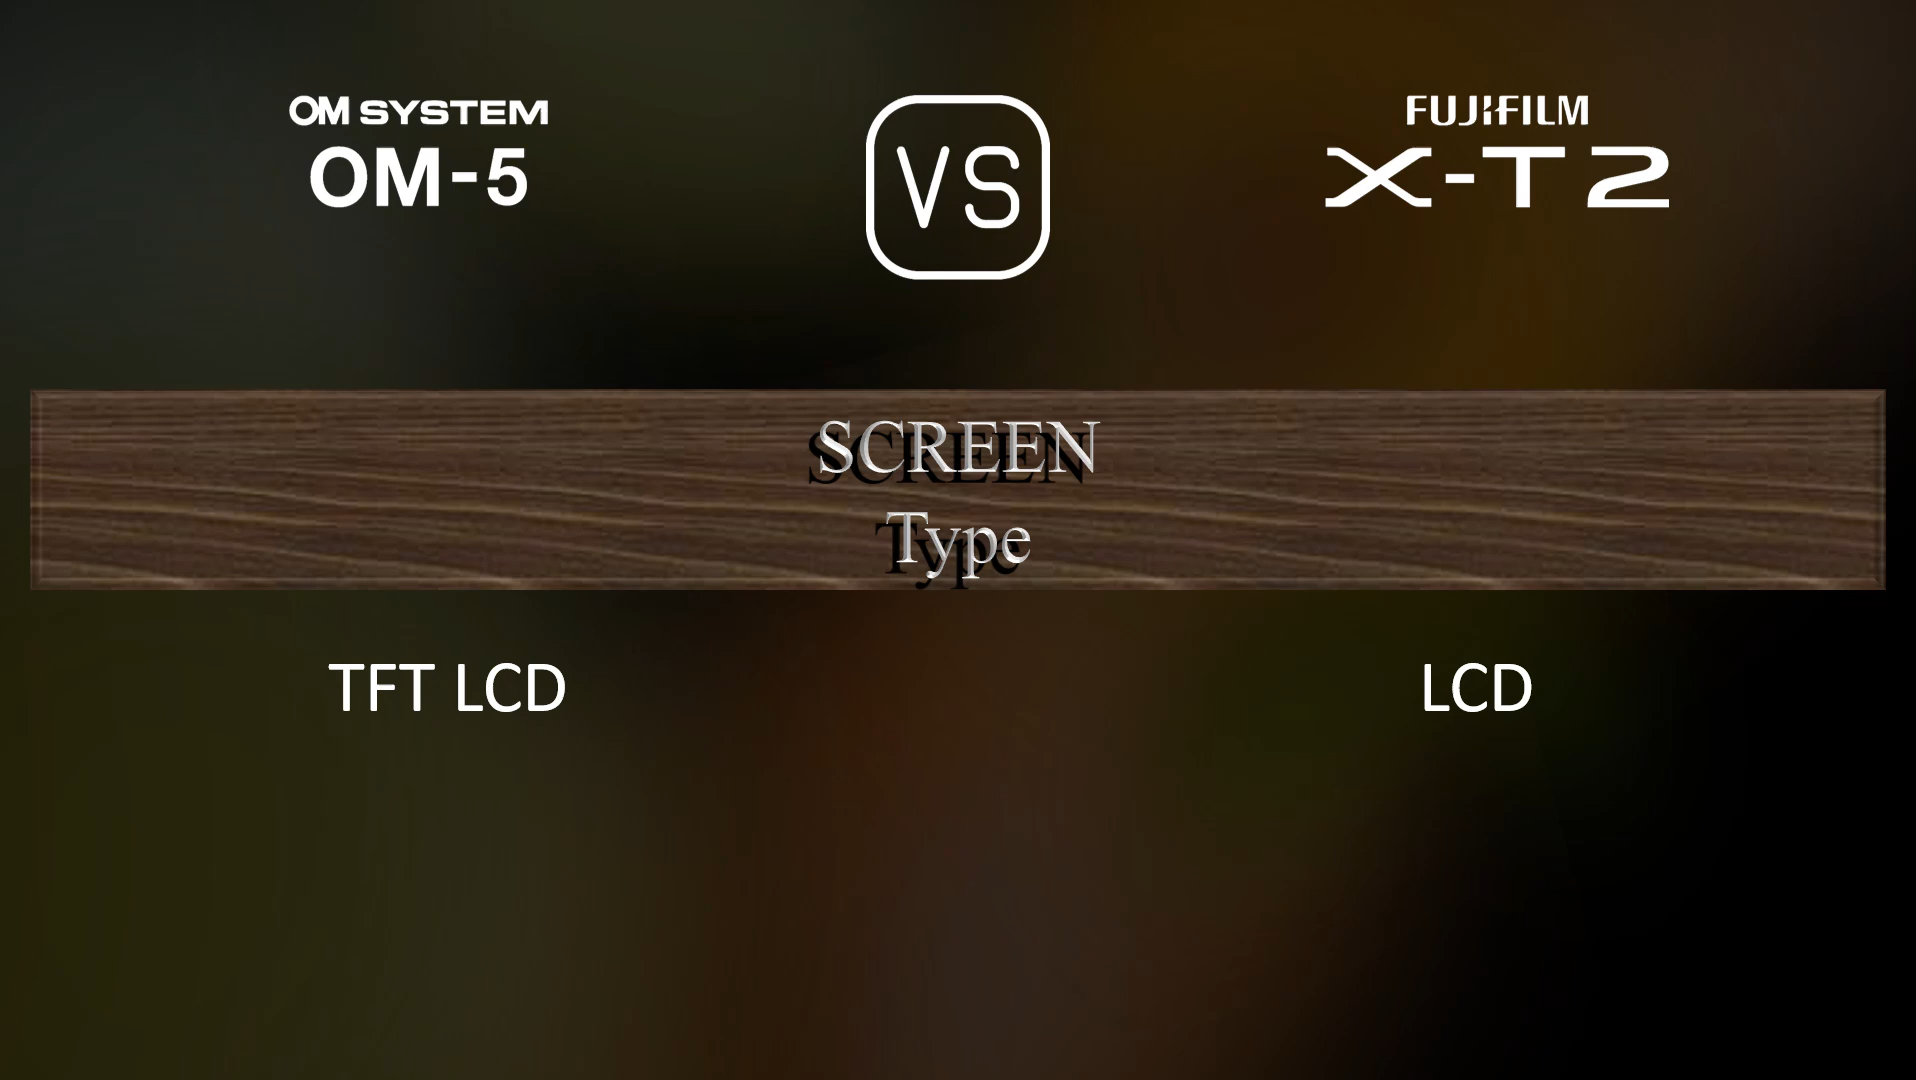 OM SYSTEM
OM-5
VS
FUJIFILM
X-T2
SCREEN
Type
TFT LCD
LCD